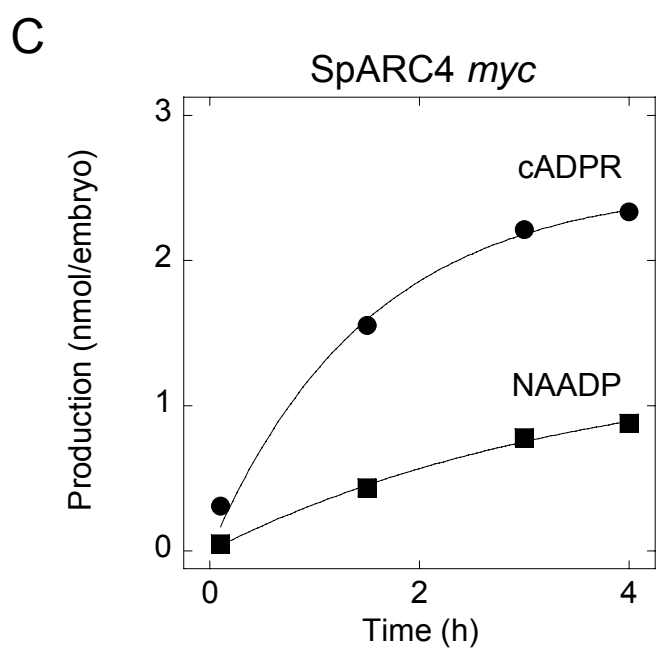 C
SpARC4 myc
3
2
1
0
Production (nmol/embryo)
cADPR
NAADP
0 2 4
Time (h)